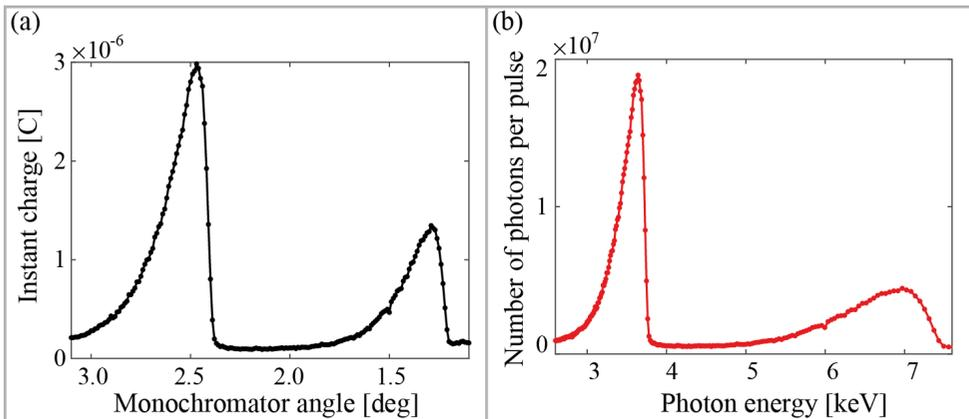 (a)
×10⁻⁶
3
2
1
0
Instant charge [C]
3.0 2.5 2.0 1.5
Monochromator angle [deg]
(b)
×10⁷
2
1
0
Number of photons per pulse
3 4 5 6 7
Photon energy [keV]